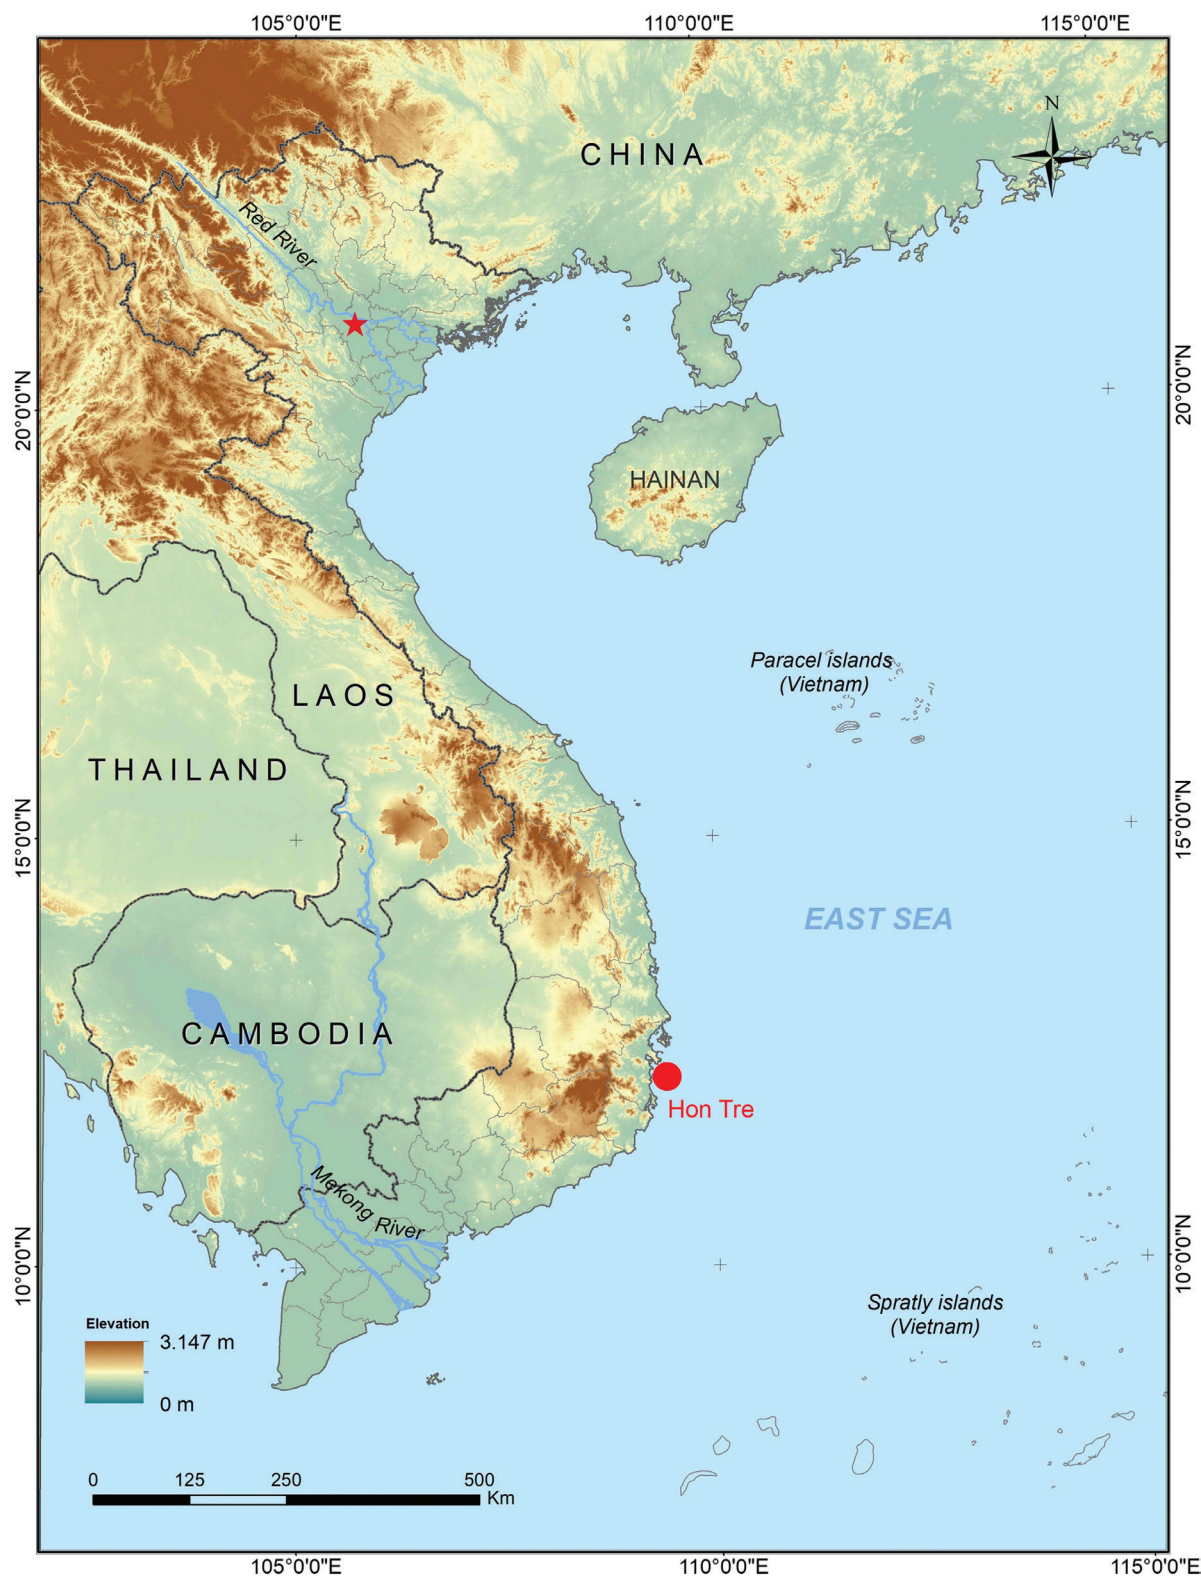 105°0'0"E 110°0'0"E 115°0'0"E
N
CHINA
Red River
20°0'0"N 20°0'0"N
HAINAN
Paracel islands
(Vietnam)
LAOS
THAILAND
15°0'0"N 15°0'0"N
EAST SEA
CAMBODIA
Hon Tre
Mekong River
10°0'0"N 10°0'0"N
Spratly islands
(Vietnam)
Elevation
3.147 m
0 m
0 125 250 500
Km
105°0'0"E 110°0'0"E 115°0'0"E